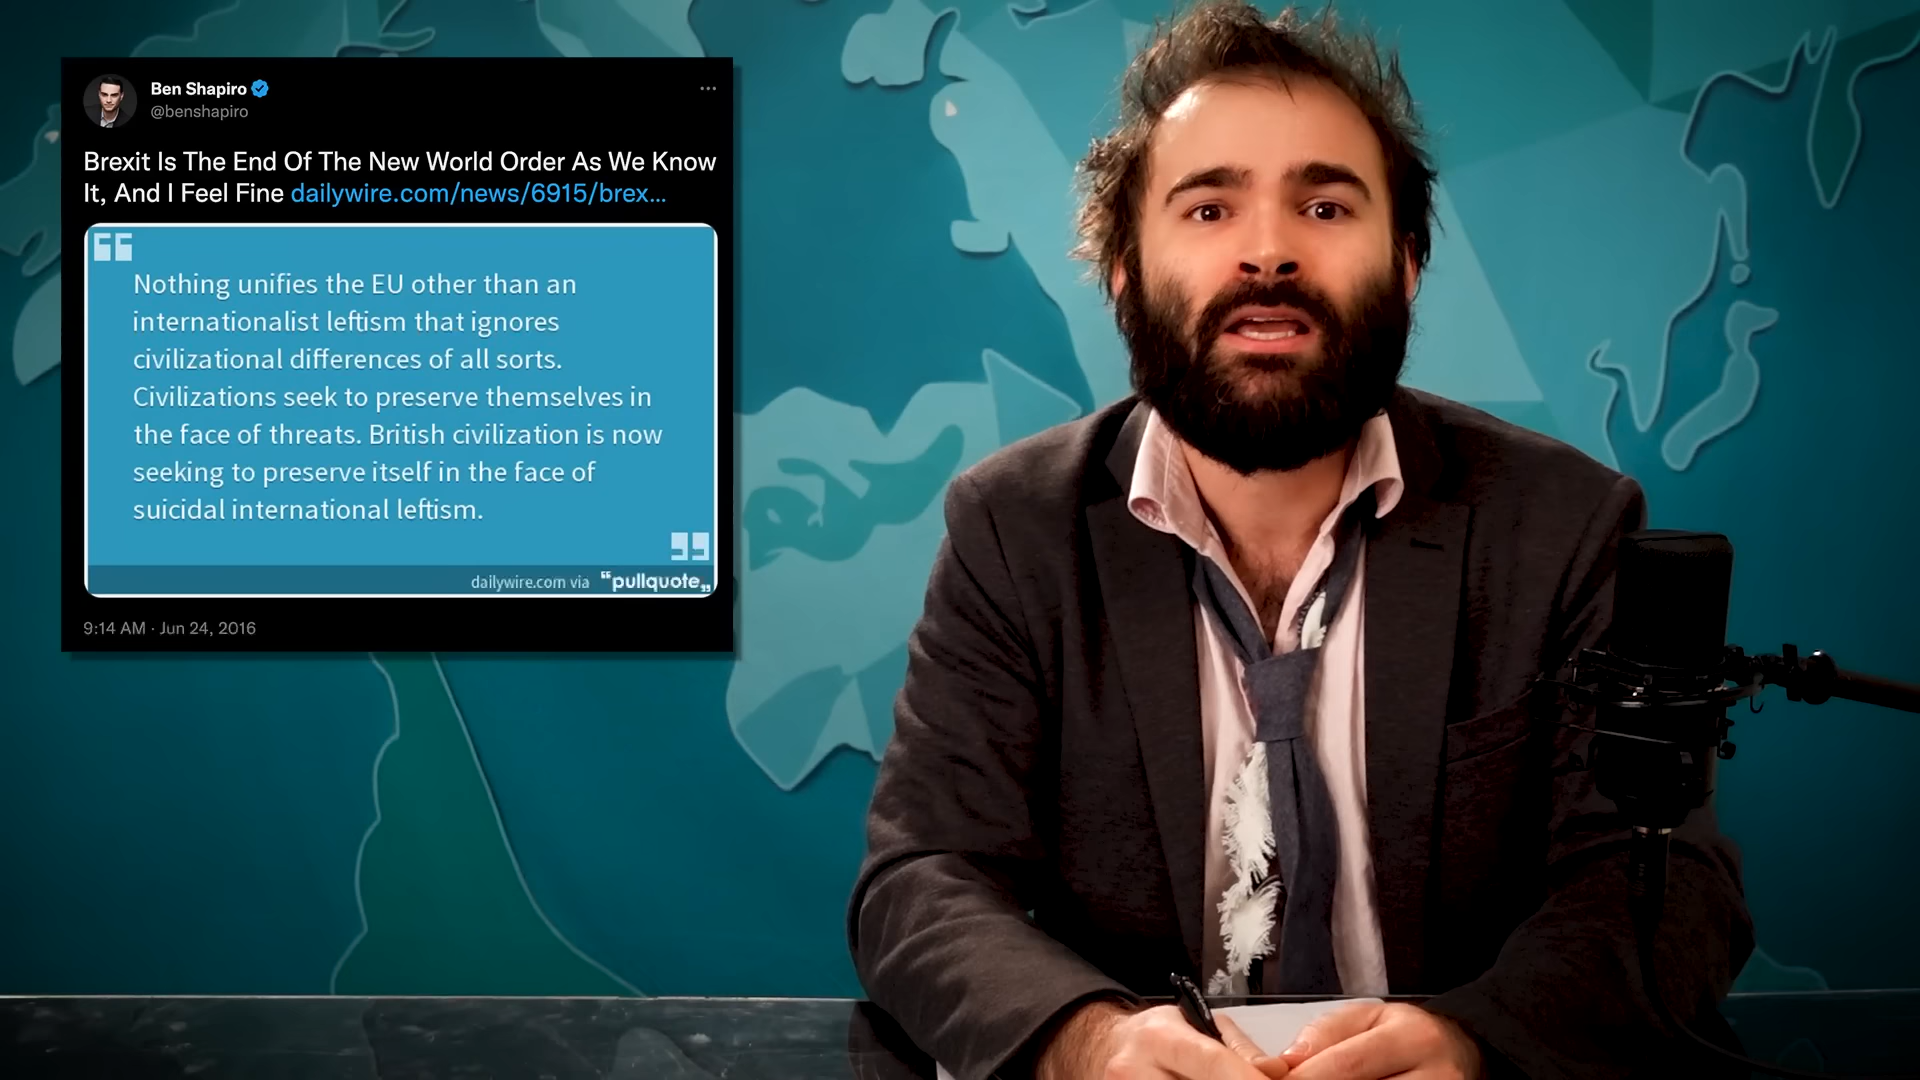 Ben Shapiro
@benshapiro
Brexit Is The End Of The New World Order As We Know
It, And I Feel Fine dailywire.com/news/6915/brex...
Nothing unifies the EU other than an
internationalist leftism that ignores
civilizational differences of all sorts.
Civilizations seek to preserve themselves in
the face of threats. British civilization is now
seeking to preserve itself in the face of
suicidal international leftism.
dailywire.com via "pullquote„
9:14 AM · Jun 24, 2016